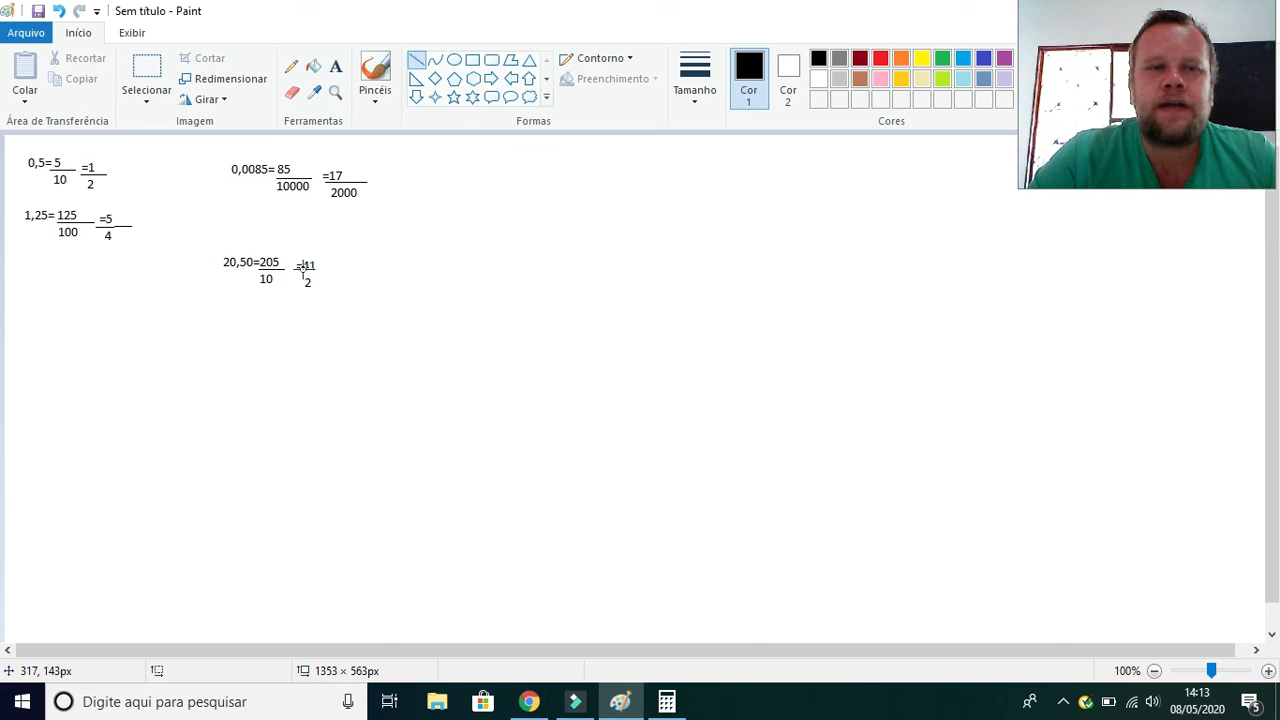 Sem título - Paint
Arquivo Início Exibir
Colar
Recortar
Copiar
Área de Transferência
Selecionar
Redimensionar
Girar
Imagem
Ferramentas
Pincéis
Contorno
Preenchimento
Formas
Tamanho
Cor 1
Cor 2
Cores
0,5= 5 =1
10 2
1,25= 125 =5
100 4
0,0085= 85 =17
10000 2000
20,50=205
10 2
317, 143px
1353 × 563px
100%
Digite aqui para pesquisar
14:13
08/05/2020
5